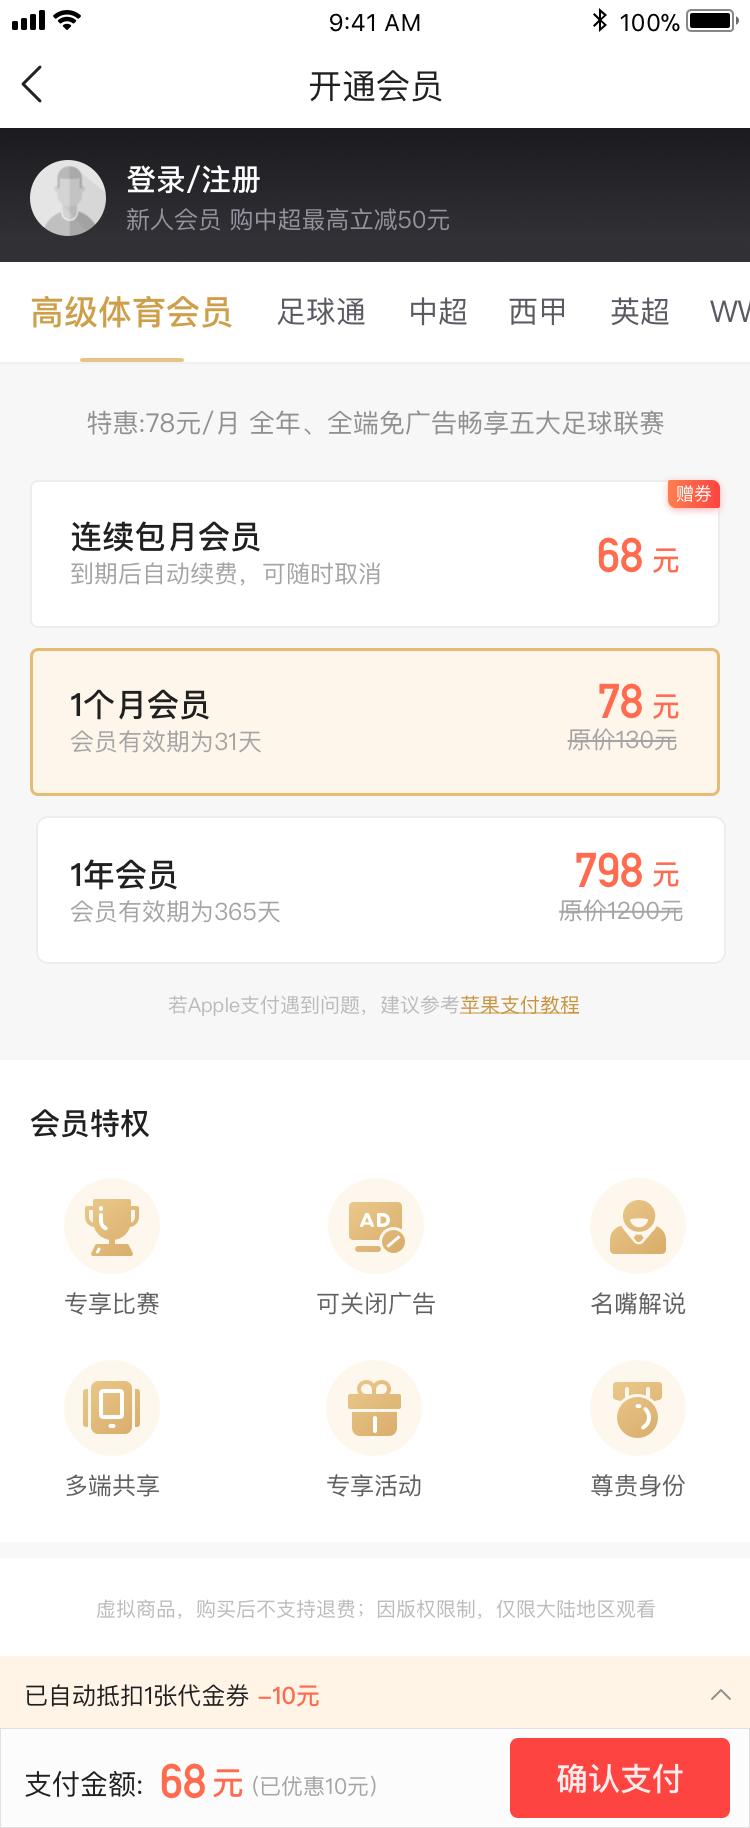 9:41 AM
100%
开通会员
登录/注册
新人会员 购中超最高立减50元
高级体育会员 足球通 中超 西甲 英超 WW
特惠:78元/月 全年、全端免广告畅享五大足球联赛
赠券
连续包月会员
68 元
到期后自动续费，可随时取消
1个月会员
78 元
会员有效期为31天
原价130元
1年会员
798 元
会员有效期为365天
原价1200元
若Apple支付遇到问题，建议参考苹果支付教程
会员特权
AD
专享比赛 可关闭广告 名嘴解说
多端共享 专享活动 尊贵身份
虚拟商品，购买后不支持退费；因版权限制，仅限大陆地区观看
已自动抵扣1张代金券 -10元
支付金额: 68 元 (已优惠10元)
确认支付